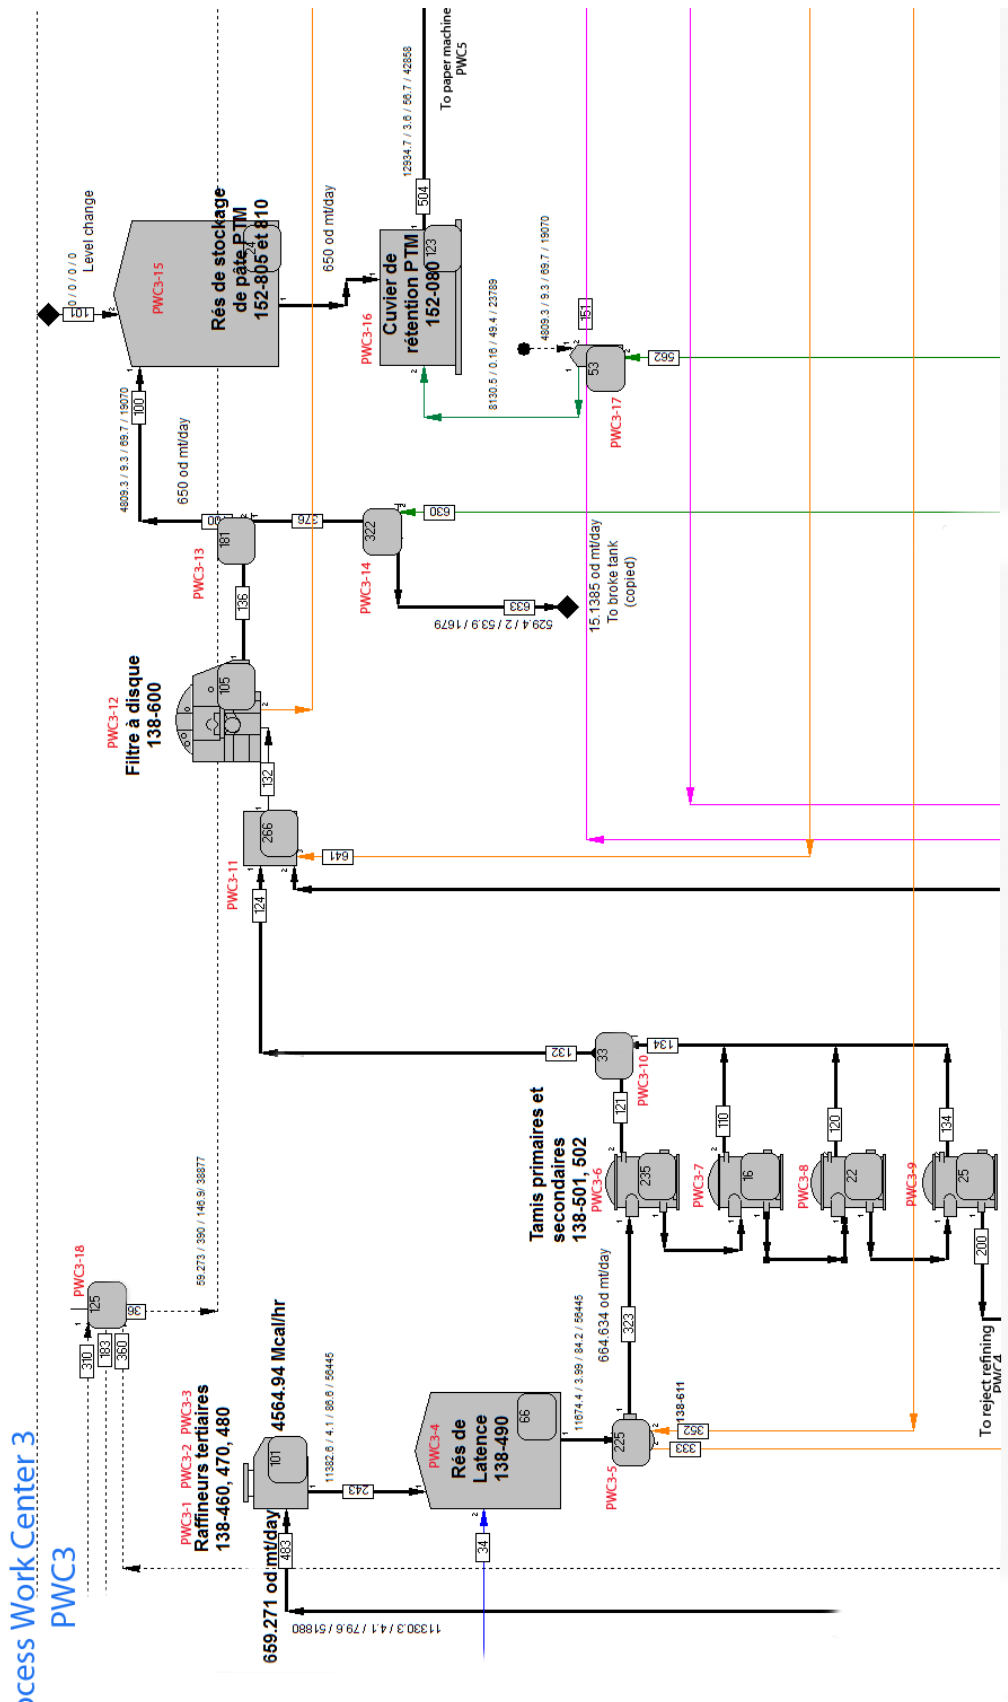 ocess Work Center 3
PWC3
310
183
360
125
PWC3-18
36
59.273 / 390 / 146.9/ 38877
PWC3-1 PWC3-2 PWC3-3
Raffineurs tertiaires
138-460, 470, 480
4564.94 Mcal/hr
101
659.271 od mt/day
483
11330.3 / 4.1 / 79.6 / 51880
11382.6 / 4.1 / 86.6 / 56445
243
34
PWC3-4
Rés de
Latence
138-490
66
11674.4 / 3.99 / 84.2 / 56445
PWC3-5
225
138-611
352
333
664.634 od mt/day
323
Tamis primaires et
secondaires
138-501, 502
PWC3-6
235
PWC3-7
16
PWC3-8
22
PWC3-9
25
200
To reject refining
PWC4
121
110
120
134
134
33
PWC3-10
132
124
PWC3-11
266
641
132
PWC3-12
Filtre à disque
138-600
105
136
PWC3-13
181
376
PWC3-14
322
630
633
529.4 / 2 / 53.9 / 1679
15.1385 od mt/day
To broke tank
(copied)
4809.3 / 9.3 / 69.7 / 19070
100
650 od mt/day
101
0 / 0 / 0 / 0
Level change
PWC3-15
Rés de stockage
de pâte PTM
152-805 et 810
24
650 od mt/day
PWC3-16
Cuvier de
rétention PTM
152-080
123
504
12934.7 / 3.6 / 56.7 / 42858
To paper machine
PWC5
8130.5 / 0.16 / 49.4 / 23789
4809.3 / 9.3 / 69.7 / 19070
151
53
562
PWC3-17